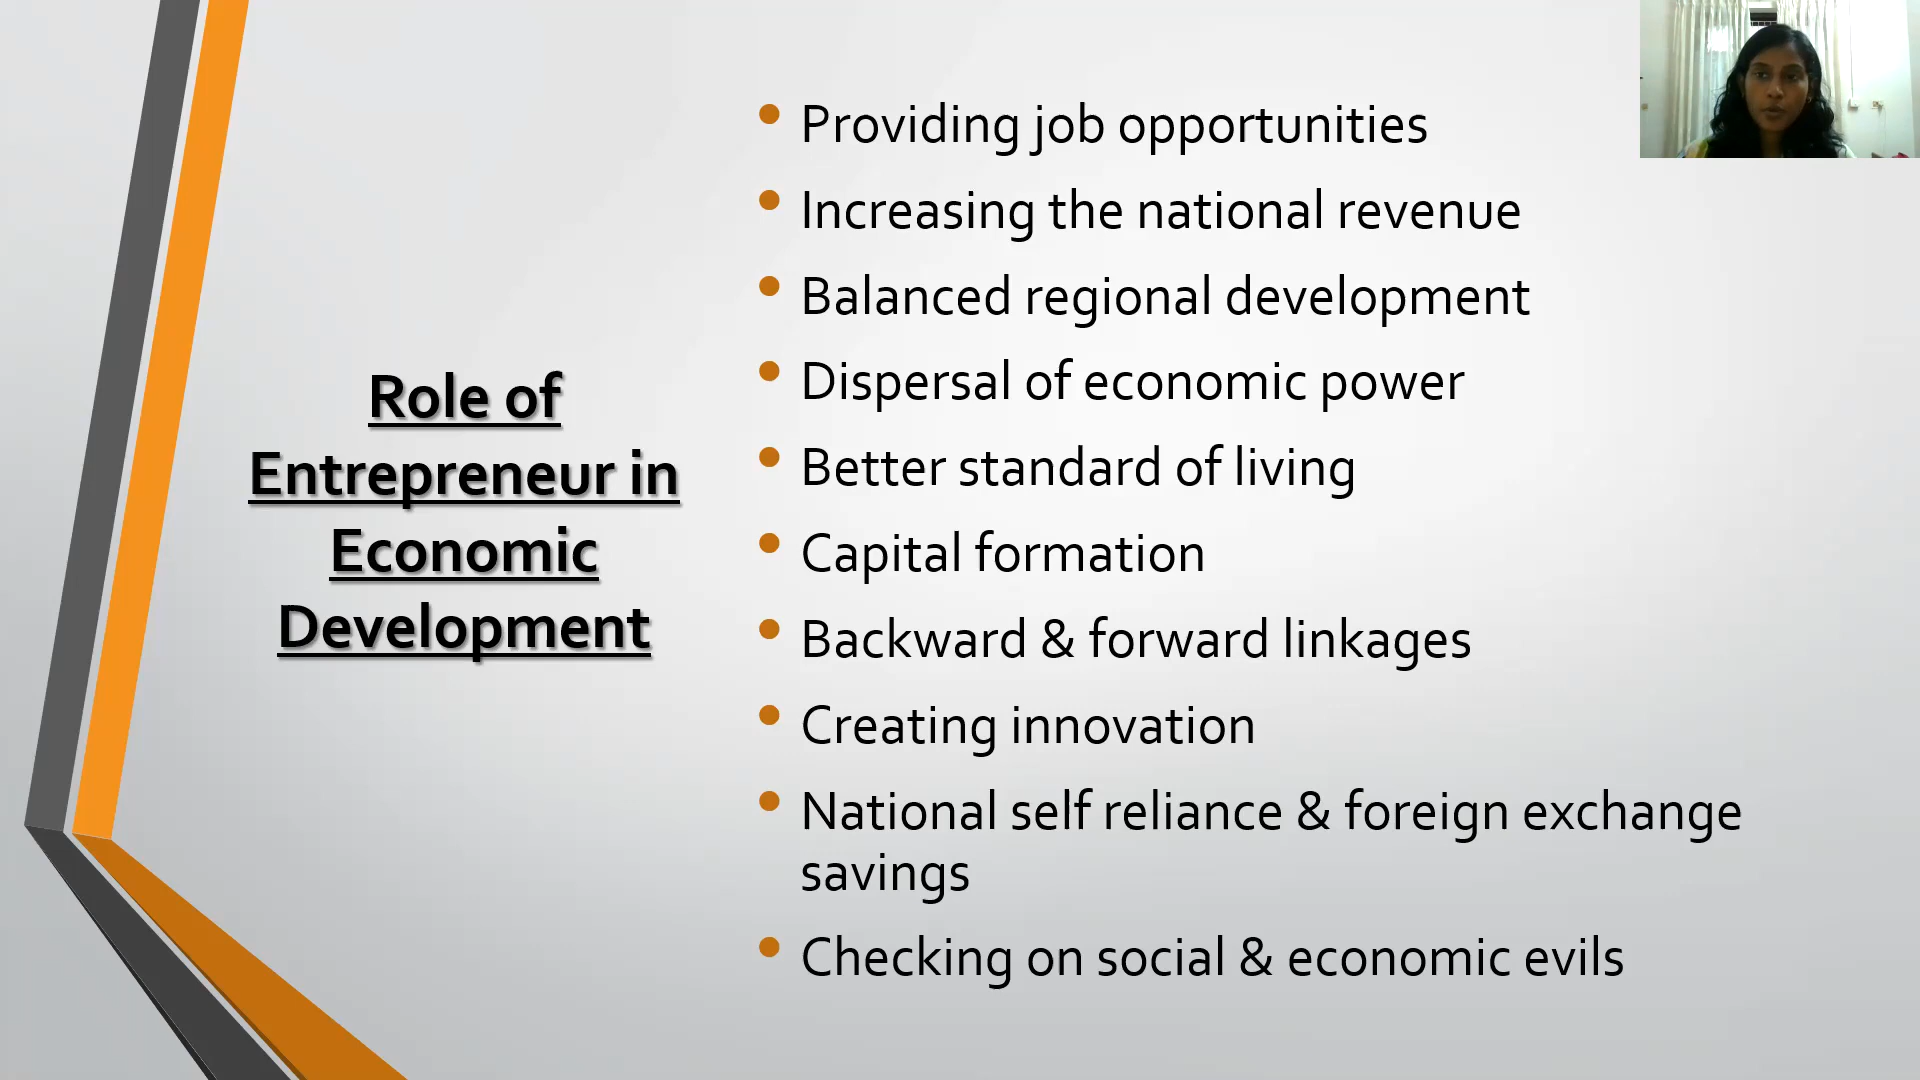 Role of
Entrepreneur in
Economic
Development
• Providing job opportunities
• Increasing the national revenue
• Balanced regional development
• Dispersal of economic power
• Better standard of living
• Capital formation
• Backward & forward linkages
• Creating innovation
• National self reliance & foreign exchange
savings
• Checking on social & economic evils